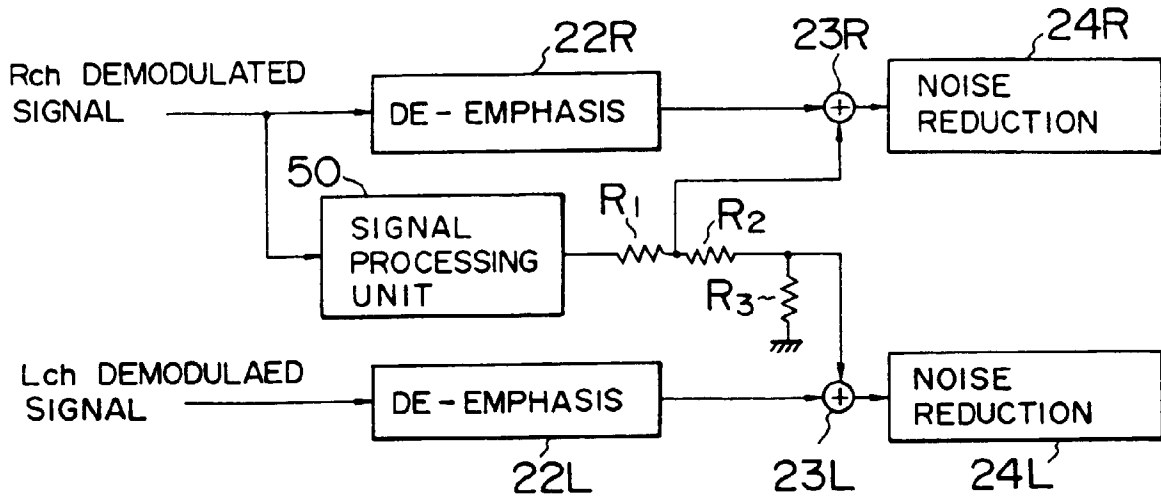 22R
23R
24R
Rch DEMODULATED
SIGNAL
DE-EMPHASIS
NOISE
REDUCTION
50
SIGNAL
PROCESSING
UNIT
R1
R2
R3
Lch DEMODULAED
SIGNAL
DE-EMPHASIS
NOISE
REDUCTION
22L
23L
24L